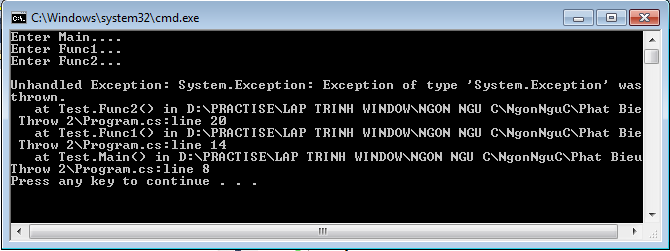 C:\Windows\system32\cmd.exe
Enter Main....
Enter Func1...
Enter Func2...
Unhandled Exception: System.Exception: Exception of type 'System.Exception' was
thrown.
at Test.Func2() in D:\PRACTISE\LAP TRINH WINDOW\NGON NGU C\NgonNguC\Phat Bieu
Throw 2\Program.cs:line 20
at Test.Func1() in D:\PRACTISE\LAP TRINH WINDOW\NGON NGU C\NgonNguC\Phat Bieu
Throw 2\Program.cs:line 14
at Test.Main() in D:\PRACTISE\LAP TRINH WINDOW\NGON NGU C\NgonNguC\Phat Bieu
Throw 2\Program.cs:line 8
Press any key to continue . . .